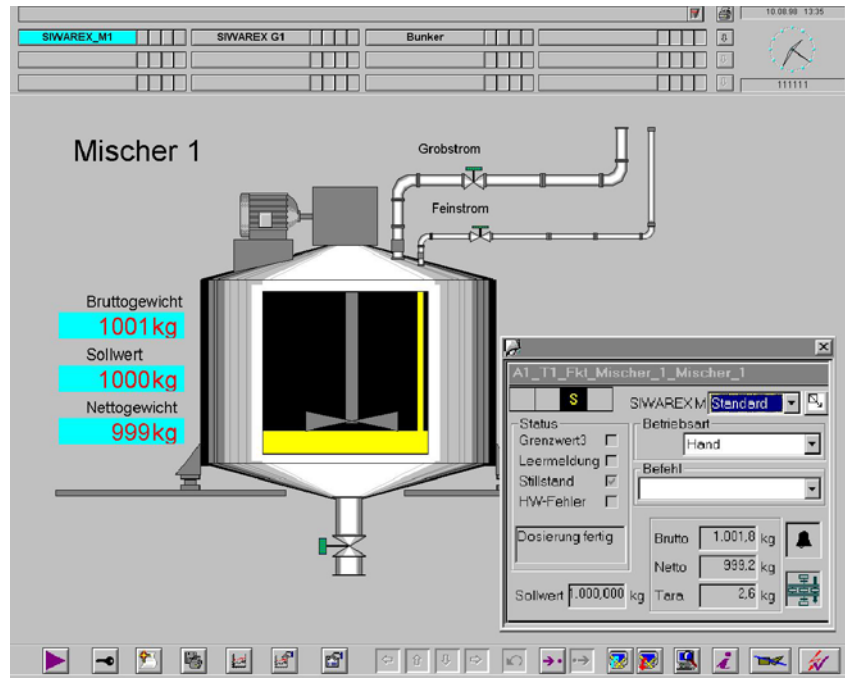 10.08.98 13:35
SIWAREX_M1 SIWAREX G1 Bunker
111111
Mischer 1
Grobstrom
Feinstrom
Bruttogewicht
1001kg
Sollwert
1000kg
Nettogewicht
999kg
A1_T1_Fkt_Mischer_1_Mischer_1
S SIWAREX M Standard
Status Betriebsart
Grenzwert3 Hand
Leermeldung
Befehl
Stillstand
HW-Fehler
Dosierung fertig
Brutto 1.001,8 kg
Netto 999,2 kg
Sollwert 1.000,000 kg Tara 2,6 kg